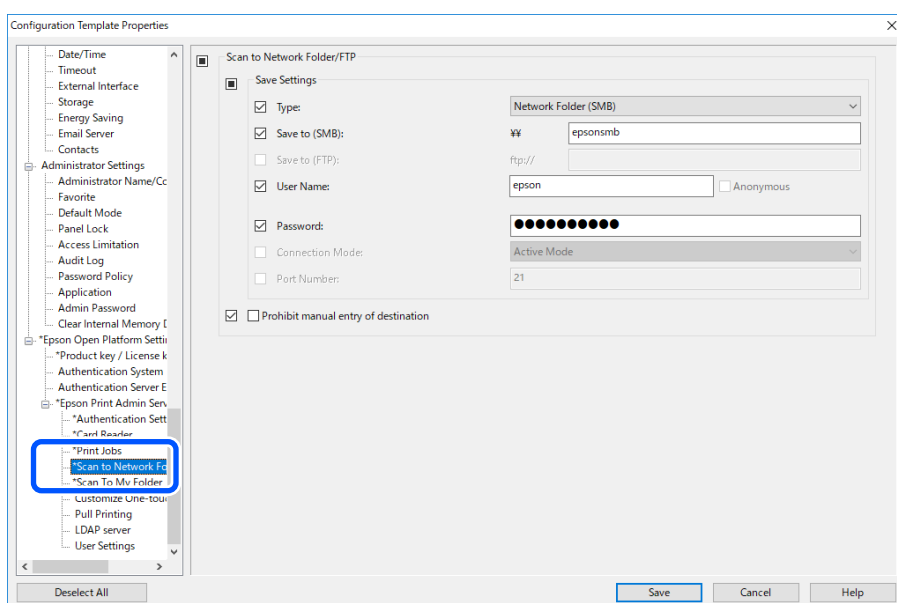 Configuration Template Properties
Date/Time
Timeout
External Interface
Storage
Energy Saving
Email Server
Contacts
Administrator Settings
Administrator Name/Cc
Favorite
Default Mode
Panel Lock
Access Limitation
Audit Log
Password Policy
Application
Admin Password
Clear Internal Memory D
*Epson Open Platform Settin
*Product key / License k
Authentication System
Authentication Server E
*Epson Print Admin Serv
*Authentication Sett
*Card Reader
*Print Jobs
*Scan to Network Fo
*Scan To My Folder
Customize One-touc
Pull Printing
LDAP server
User Settings
Scan to Network Folder/FTP
Save Settings
Type: Network Folder (SMB)
Save to (SMB): ¥¥ epsonsmb
Save to (FTP): ftp://
User Name: epson Anonymous
Password: ●●●●●●●●●●
Connection Mode: Active Mode
Port Number: 21
Prohibit manual entry of destination
Deselect All Save Cancel Help